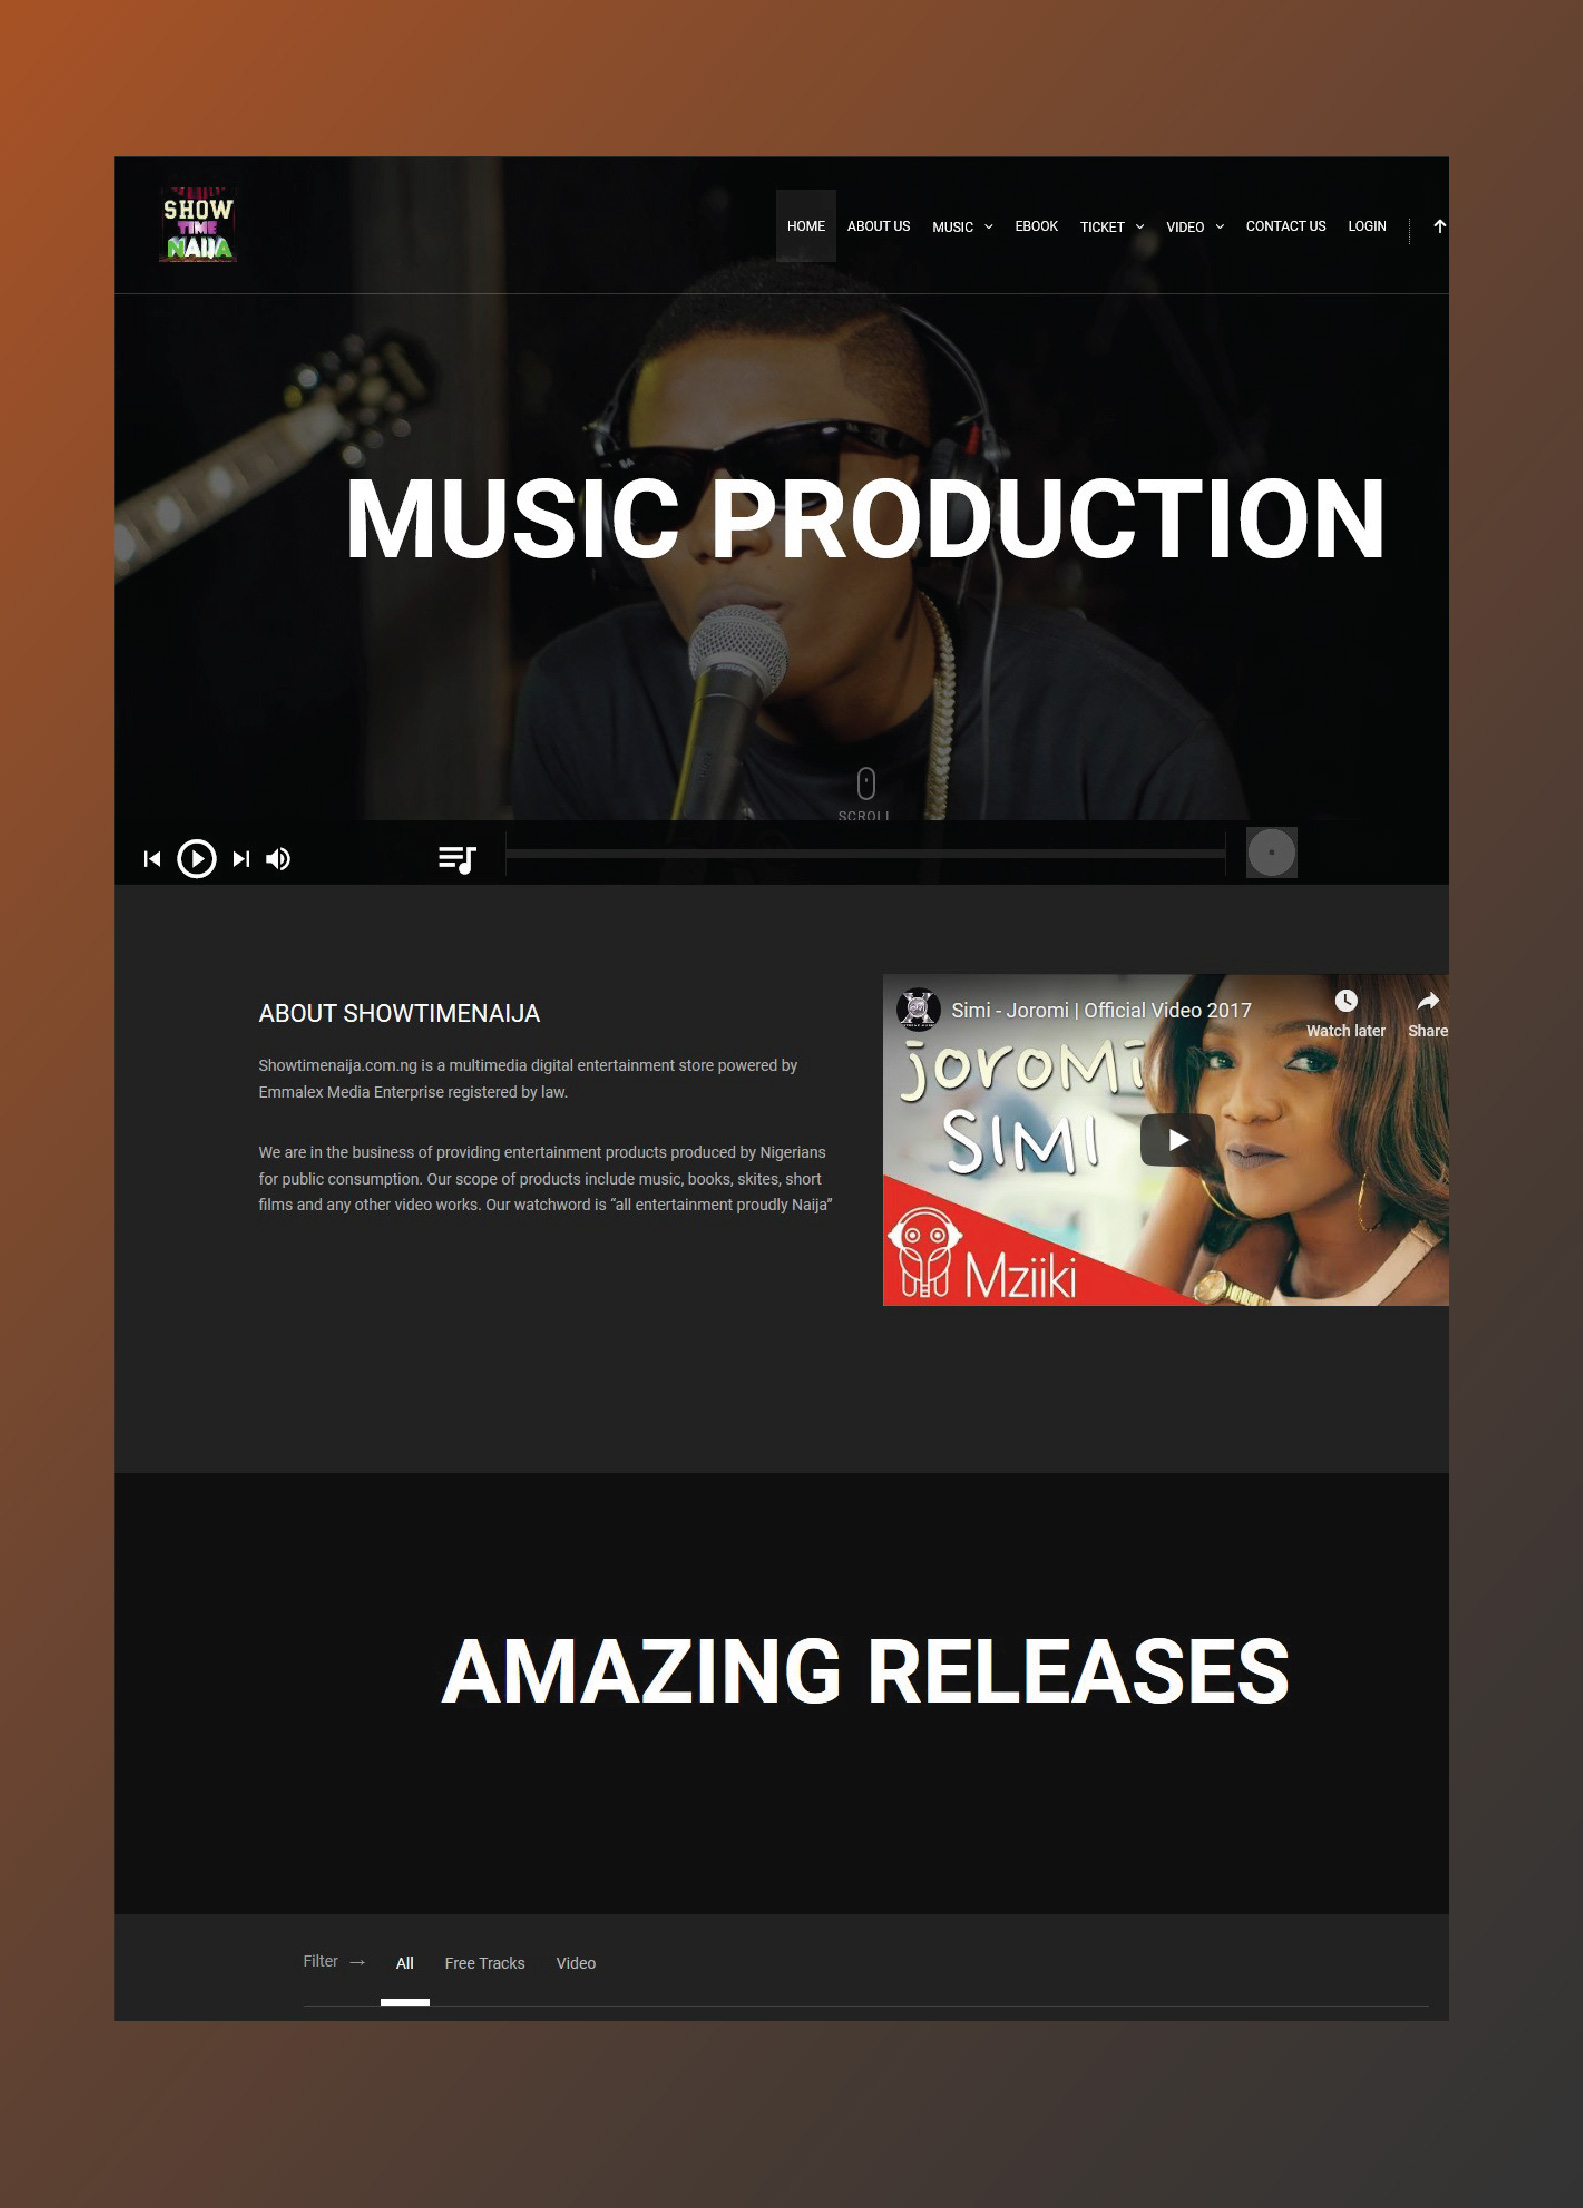 SHOW
TIME
NAIJA
HOME ABOUT US MUSIC EBOOK TICKET VIDEO CONTACT US LOGIN
MUSIC PRODUCTION
SCROLL
ABOUT SHOWTIMENAIJA
Showtimenaija.com.ng is a multimedia digital entertainment store powered by
Emmalex Media Enterprise registered by law.
We are in the business of providing entertainment products produced by Nigerians
for public consumption. Our scope of products include music, books, skites, short
films and any other video works. Our watchword is “all entertainment proudly Naija”
Simi - Joromi | Official Video 2017
Watch later Share
joromi
SIMI
Mziiki
AMAZING RELEASES
Filter → All Free Tracks Video